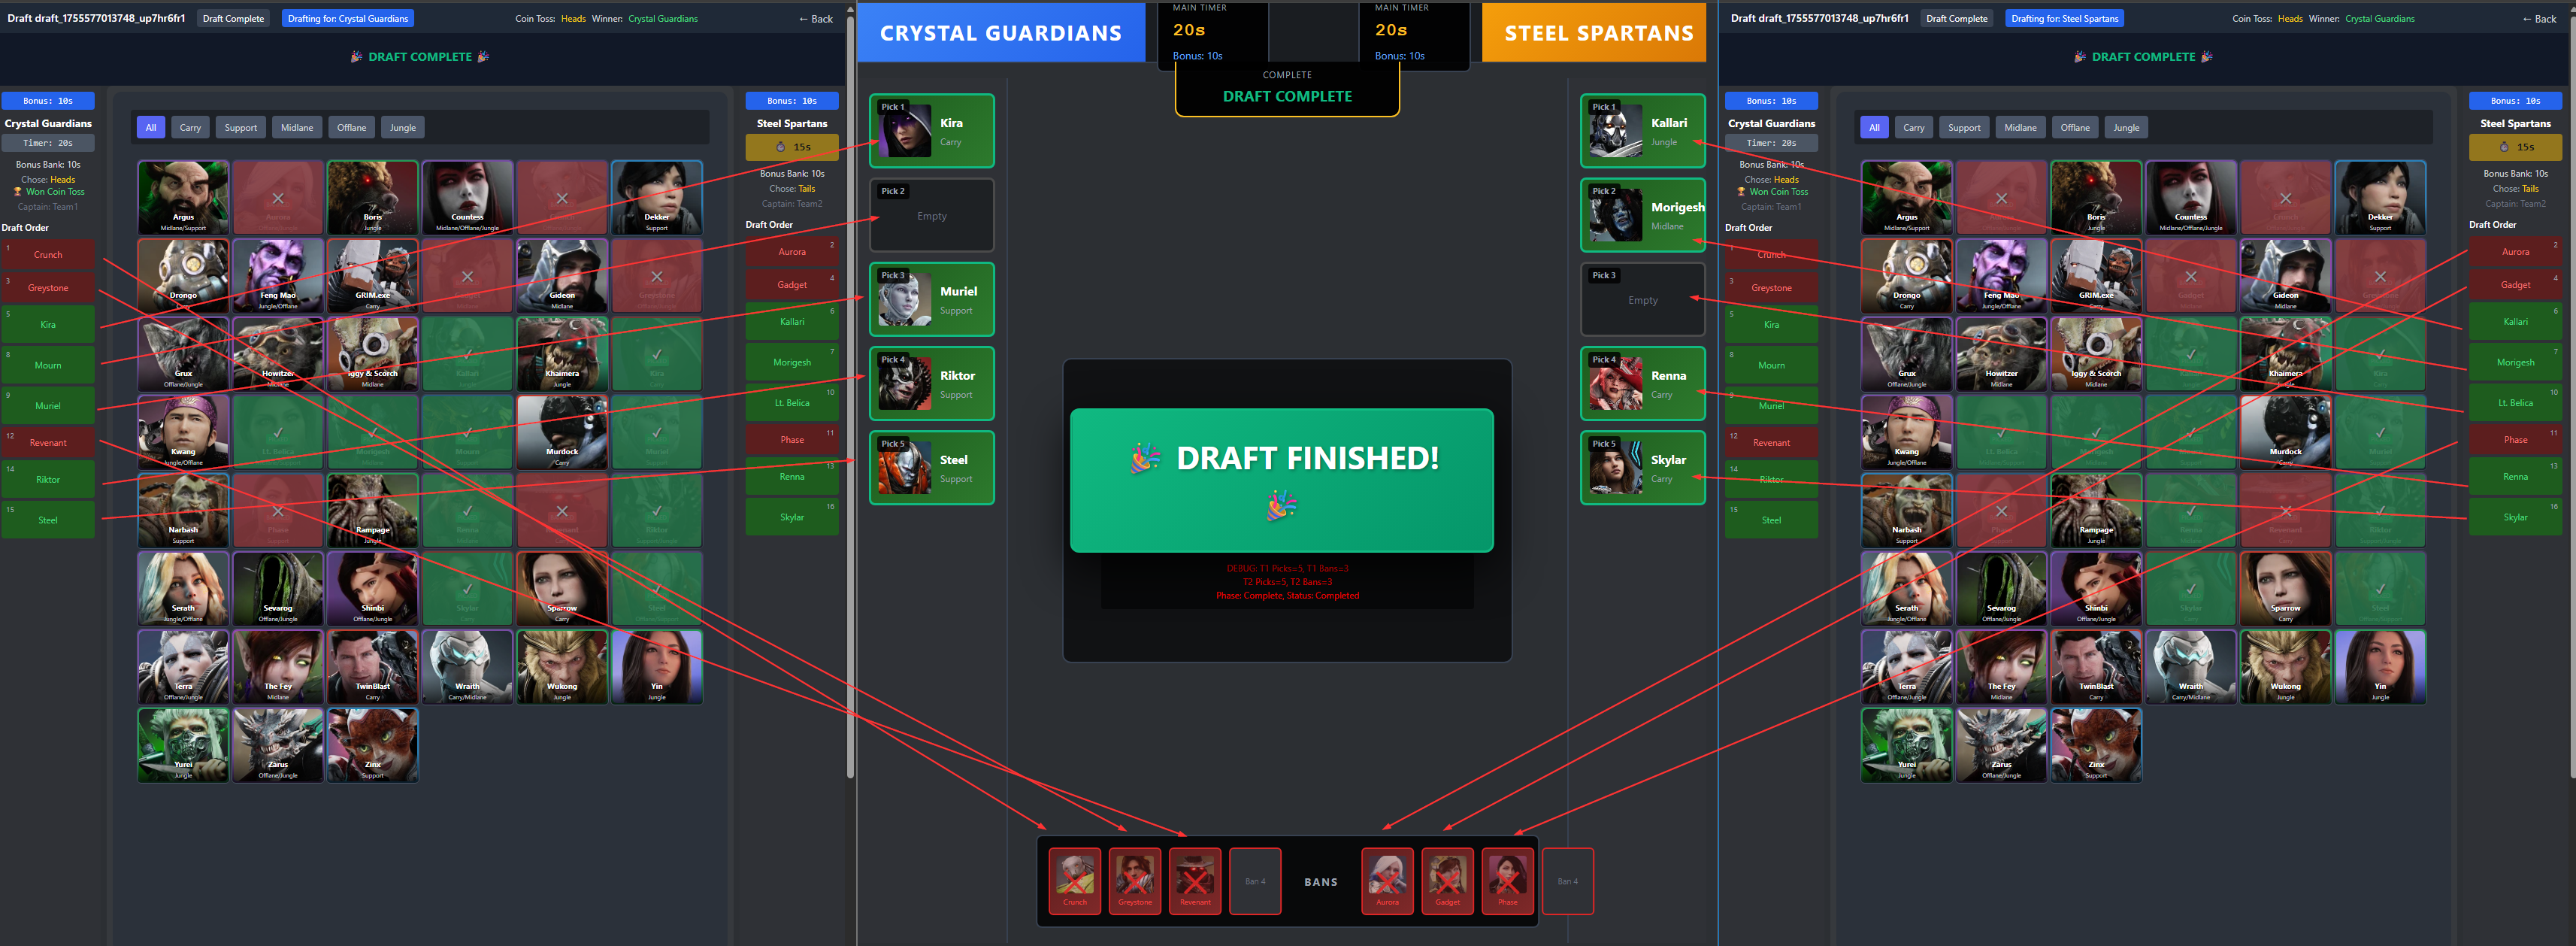 Draft draft_1755577013748_up7hr6fr1 Draft Complete Drafting for: Crystal Guardians Coin Toss: Heads Winner: Crystal Guardians ← Back
🎉 DRAFT COMPLETE 🎉
Bonus: 10s
Crystal Guardians
Timer: 20s
Bonus Bank: 10s
Chose: Heads
🏆 Won Coin Toss
Captain: Team1
Draft Order
1 Crunch
3 Greystone
5 Kira
8 Mourn
9 Muriel
12 Revenant
14 Riktor
15 Steel
All Carry Support Midlane Offlane Jungle
Argus Boris Countess Dekker
Midlane/Support Jungle Midlane/Offlane/Jungle Support
Drongo Feng Mao GRIM.exe Gideon
Carry Jungle/Offlane Carry Midlane
Grux Howitzer Iggy & Scorch Kallari Khaimera Kira
Offlane/Jungle Midlane Midlane Jungle
Kwang Lt. Belica Morigesh Mourn Murdock Muriel
Jungle/Offlane Carry
Narbash Phase Rampage Renna Revenant Riktor
Support Jungle
Serath Sevarog Shinbi Skylar Sparrow Steel
Jungle/Offlane Offlane/Jungle Offlane/Jungle Carry
Terra The Fey TwinBlast Wraith Wukong Yin
Offlane/Jungle Midlane Carry Carry/Midlane Jungle Jungle
Yurei Zarus Zinx
Jungle Offlane/Jungle Support
Bonus: 10s
Steel Spartans
⏱ 15s
Bonus Bank: 10s
Chose: Tails
Captain: Team2
Draft Order
Aurora 2
Gadget 4
Kallari 6
Morigesh 7
Lt. Belica 10
Phase 11
Renna 13
Skylar 16
CRYSTAL GUARDIANS
MAIN TIMER
20s
Bonus: 10s
MAIN TIMER
20s
Bonus: 10s
STEEL SPARTANS
COMPLETE
DRAFT COMPLETE
Pick 1
Kira
Carry
Pick 2
Empty
Pick 3
Muriel
Support
Pick 4
Riktor
Support
Pick 5
Steel
Support
Pick 1
Kallari
Jungle
Pick 2
Morigesh
Midlane
Pick 3
Empty
Pick 4
Renna
Carry
Pick 5
Skylar
Carry
🎉 DRAFT FINISHED!
🎉
DEBUG: T1 Picks=5, T1 Bans=3
T2 Picks=5, T2 Bans=3
Phase: Complete, Status: Completed
Crunch Greystone Revenant Ban 4 BANS Aurora Gadget Phase Ban 4
Draft draft_1755577013748_up7hr6fr1 Draft Complete Drafting for: Steel Spartans Coin Toss: Heads Winner: Crystal Guardians ← Back
🎉 DRAFT COMPLETE 🎉
Bonus: 10s
Crystal Guardians
Timer: 20s
Bonus Bank: 10s
Chose: Heads
🏆 Won Coin Toss
Captain: Team1
Draft Order
1 Crunch
3 Greystone
5 Kira
8 Mourn
9 Muriel
12 Revenant
14 Riktor
15 Steel
All Carry Support Midlane Offlane Jungle
Argus Boris Countess Dekker
Midlane/Support Jungle Midlane/Offlane/Jungle Support
Drongo Feng Mao GRIM.exe Gadget Gideon
Carry Jungle/Offlane Carry Midlane
Grux Howitzer Iggy & Scorch Khaimera
Offlane/Jungle Midlane Midlane Jungle
Kwang Lt. Belica Morigesh Murdock Muriel
Jungle/Offlane Carry
Narbash Phase Rampage Renna Revenant Riktor
Support Jungle
Serath Sevarog Shinbi Skylar Sparrow Steel
Jungle/Offlane Offlane/Jungle Offlane/Jungle Carry
Terra The Fey TwinBlast Wraith Wukong Yin
Offlane/Jungle Midlane Carry Carry/Midlane Jungle Jungle
Yurei Zarus Zinx
Jungle Offlane/Jungle Support
Bonus: 10s
Steel Spartans
⏱ 15s
Bonus Bank: 10s
Chose: Tails
Captain: Team2
Draft Order
Aurora 2
Gadget 4
Kallari 6
Morigesh 7
Lt. Belica 10
Phase 11
Renna 13
Skylar 16